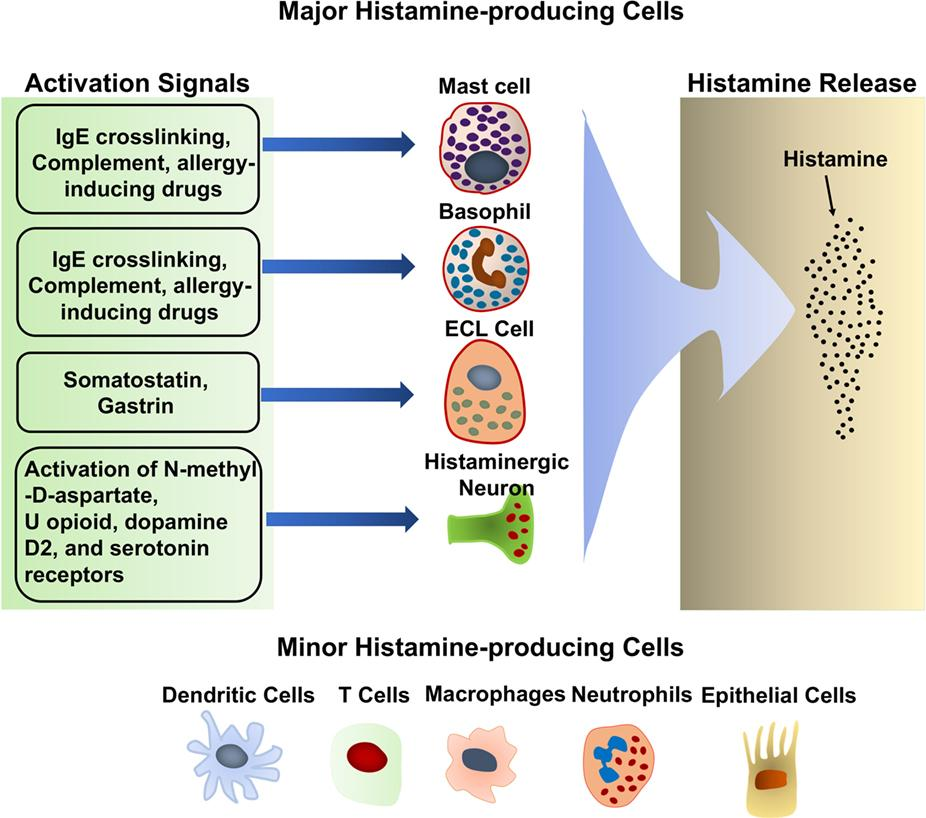 Major Histamine-producing Cells
Activation Signals
IgE crosslinking,
Complement, allergy-
inducing drugs
IgE crosslinking,
Complement, allergy-
inducing drugs
Somatostatin,
Gastrin
Activation of N-methyl
-D-aspartate,
U opioid, dopamine
D2, and serotonin
receptors
Mast cell
Basophil
ECL Cell
Histaminergic
Neuron
Histamine Release
Histamine
Minor Histamine-producing Cells
Dendritic Cells
T Cells
Macrophages
Neutrophils
Epithelial Cells